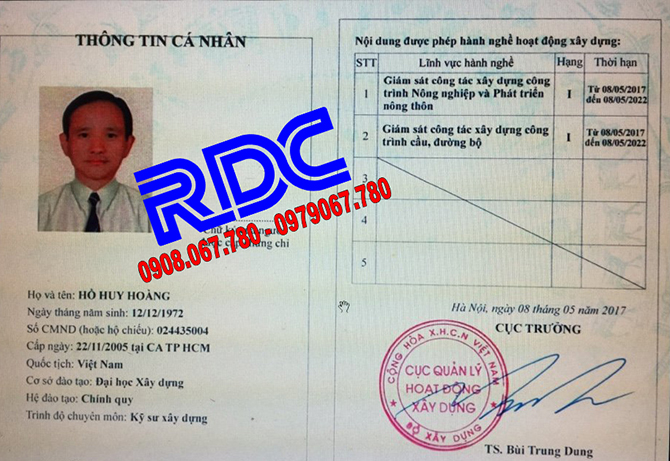 THÔNG TIN CÁ NHÂN
RDC
0908.067.780 - 0979067.780
Họ và tên: HỒ HUY HOÀNG
Ngày tháng năm sinh: 12/12/1972
Số CMND (hoặc hộ chiếu): 024435004
Cấp ngày: 22/11/2005 tại CA TP HCM
Quốc tịch: Việt Nam
Cơ sở đào tạo: Đại học Xây dựng
Hệ đào tạo: Chính quy
Trình độ chuyên môn: Kỹ sư xây dựng
Nội dung được phép hành nghề hoạt động xây dựng:
STT Lĩnh vực hành nghề Hạng Thời hạn
1 Giám sát công tác xây dựng công trình Nông nghiệp và Phát triển nông thôn I Từ 08/05/2017 đến 08/05/2022
2 Giám sát công tác xây dựng công trình cầu, đường bộ I Từ 08/05/2017 đến 08/05/2022
3
4
5
Hà Nội, ngày 08 tháng 05 năm 2017
CỤC TRƯỞNG
CỘNG HÒA X.H.C.N VIỆT NAM
CỤC QUẢN LÝ
HOẠT ĐỘNG
XÂY DỰNG
BỘ XÂY DỰNG
TS. Bùi Trung Dung